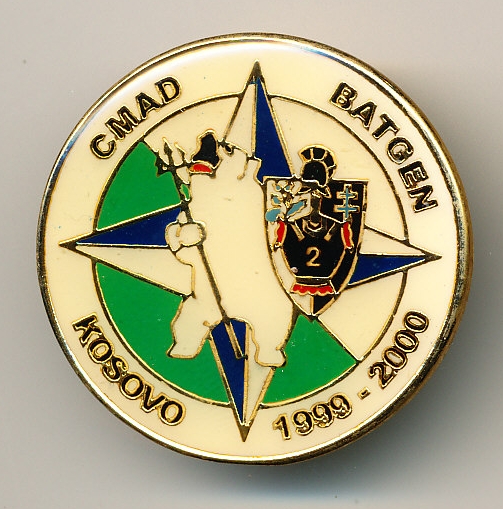 CMAD
BATGEN
2
KOSOVO
1999 - 2000